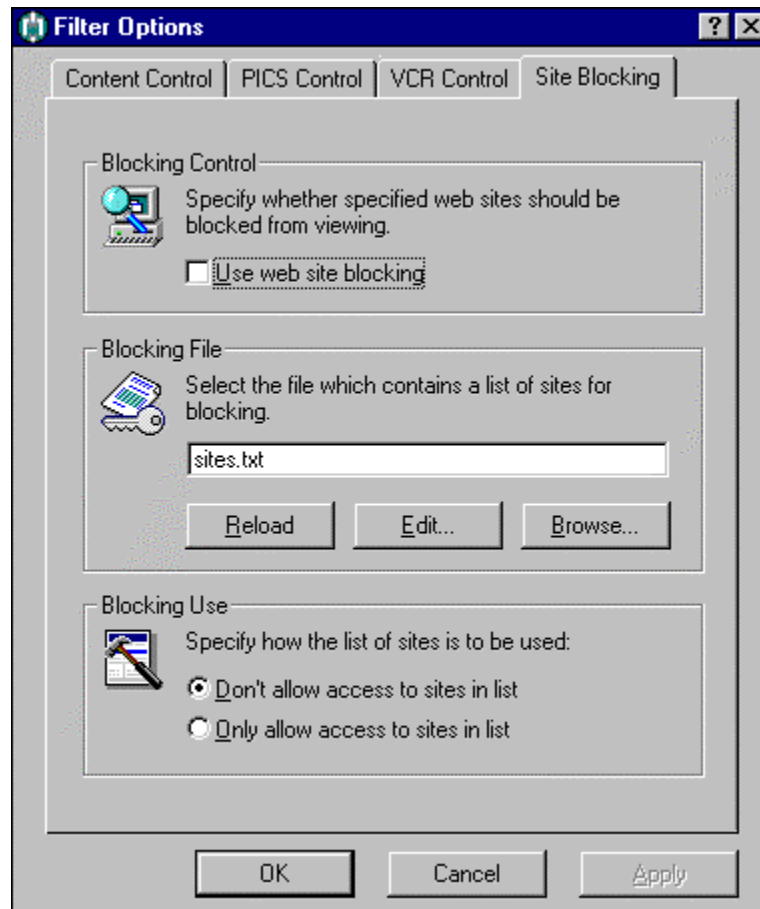 Filter Options
Content Control PICS Control VCR Control Site Blocking
Blocking Control
Specify whether specified web sites should be
blocked from viewing.
Use web site blocking
Blocking File
Select the file which contains a list of sites for
blocking.
sites.txt
Reload Edit... Browse...
Blocking Use
Specify how the list of sites is to be used:
Don't allow access to sites in list
Only allow access to sites in list
OK Cancel Apply